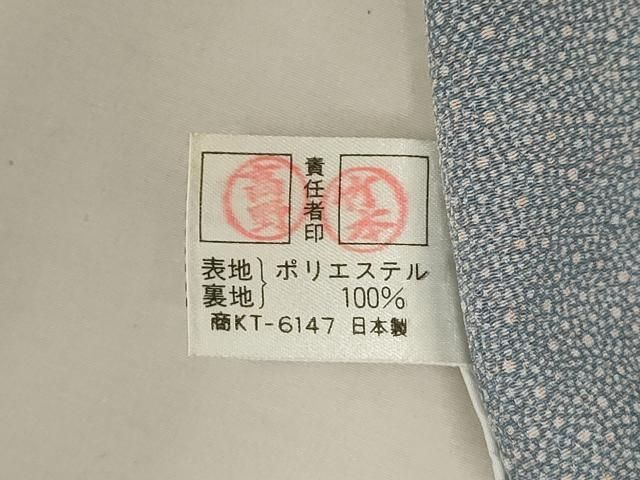 責任者印
表地 ポリエステル
裏地 100%
商KT-6147 日本製